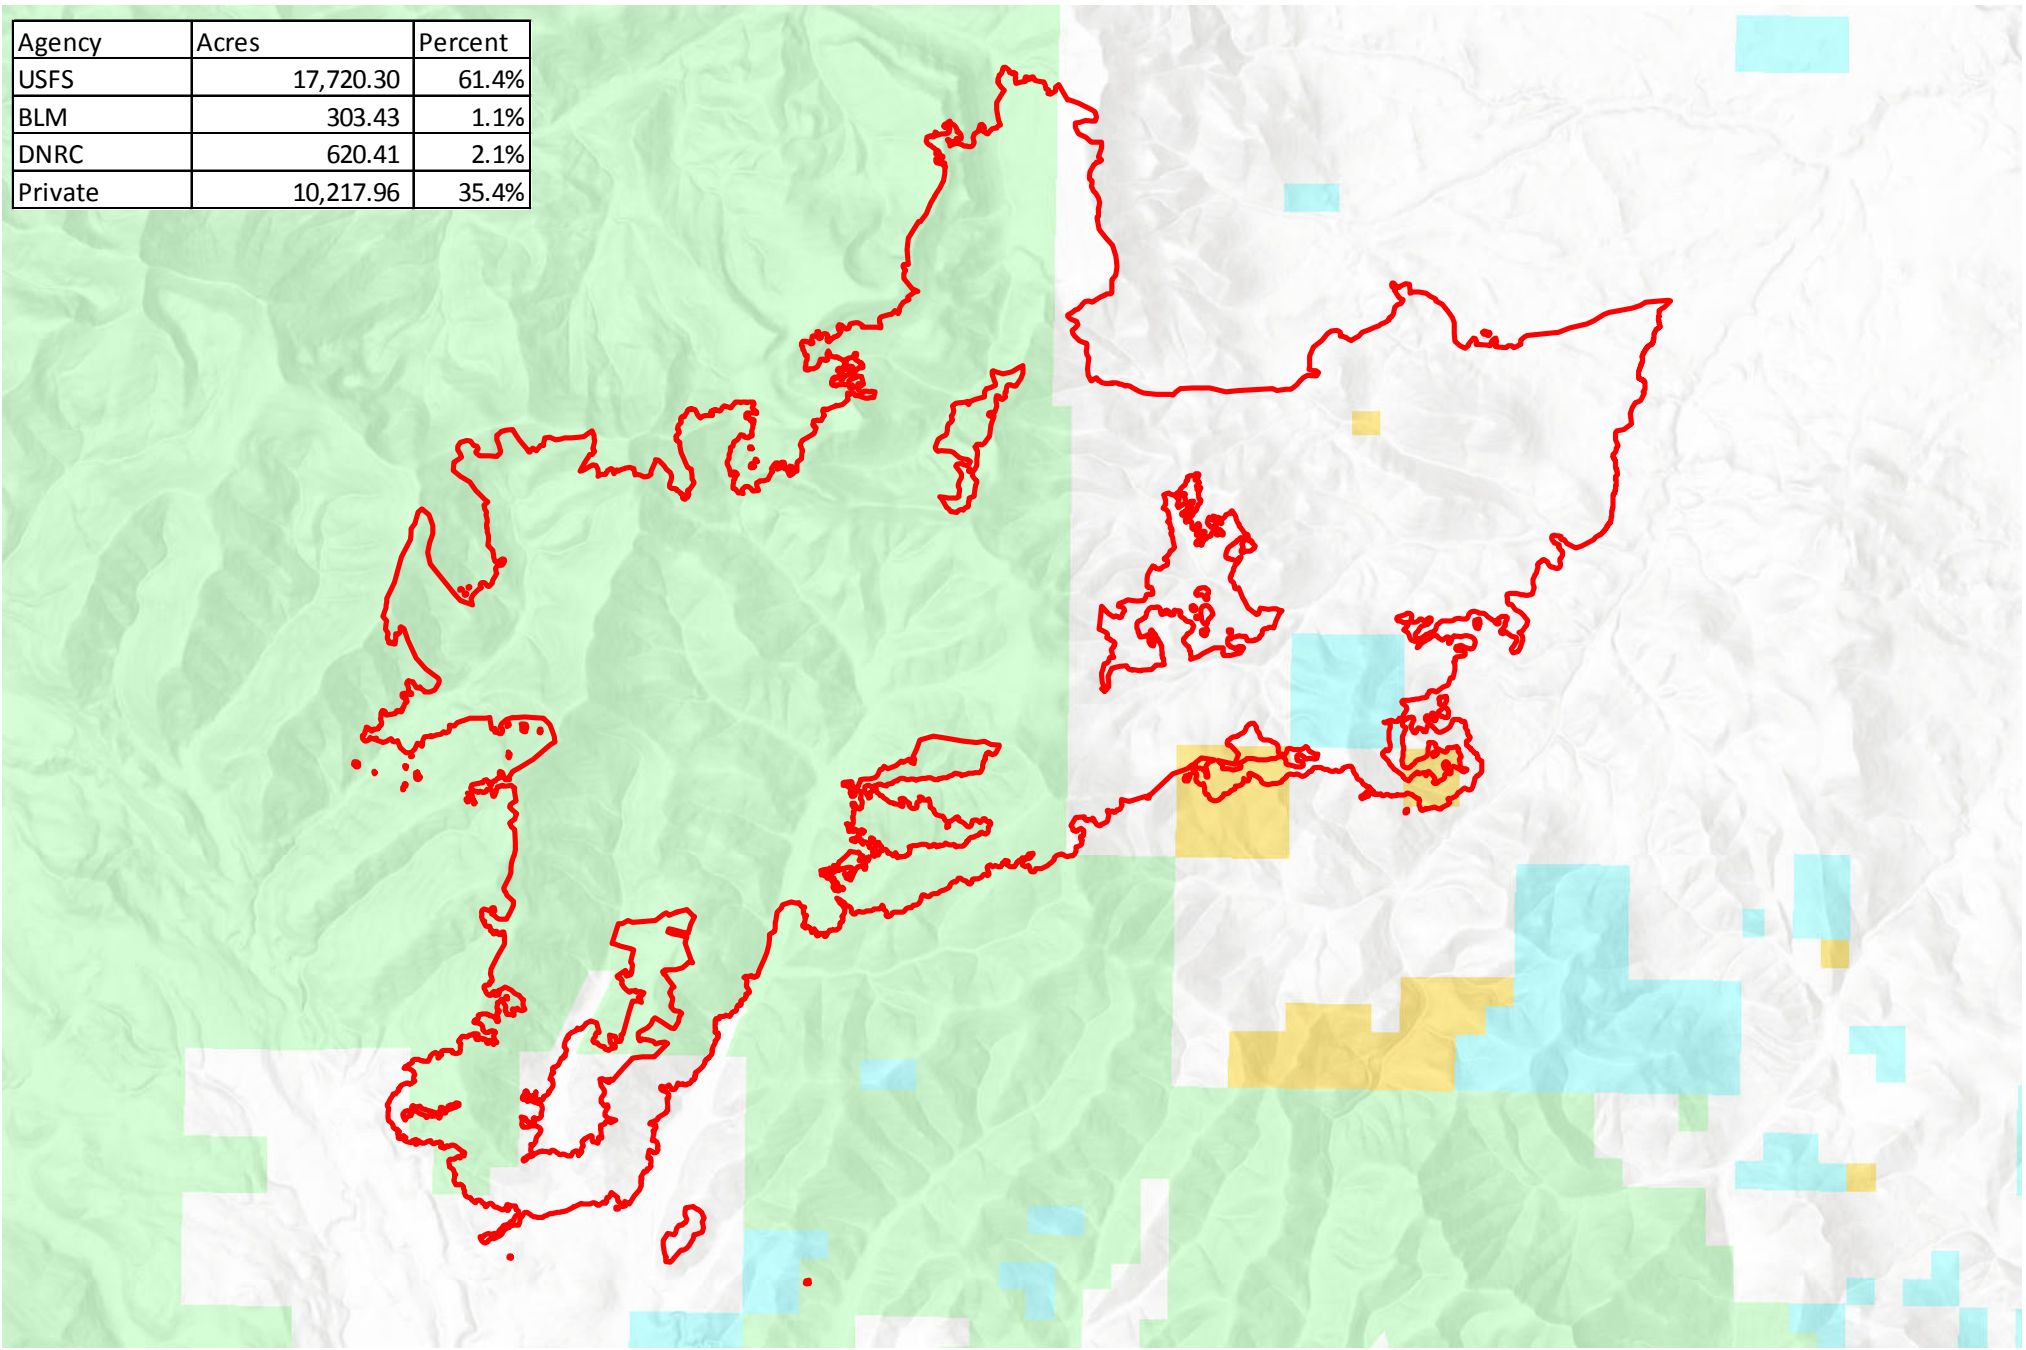 Agency Acres Percent
USFS 17,720.30 61.4%
BLM 303.43 1.1%
DNRC 620.41 2.1%
Private 10,217.96 35.4%